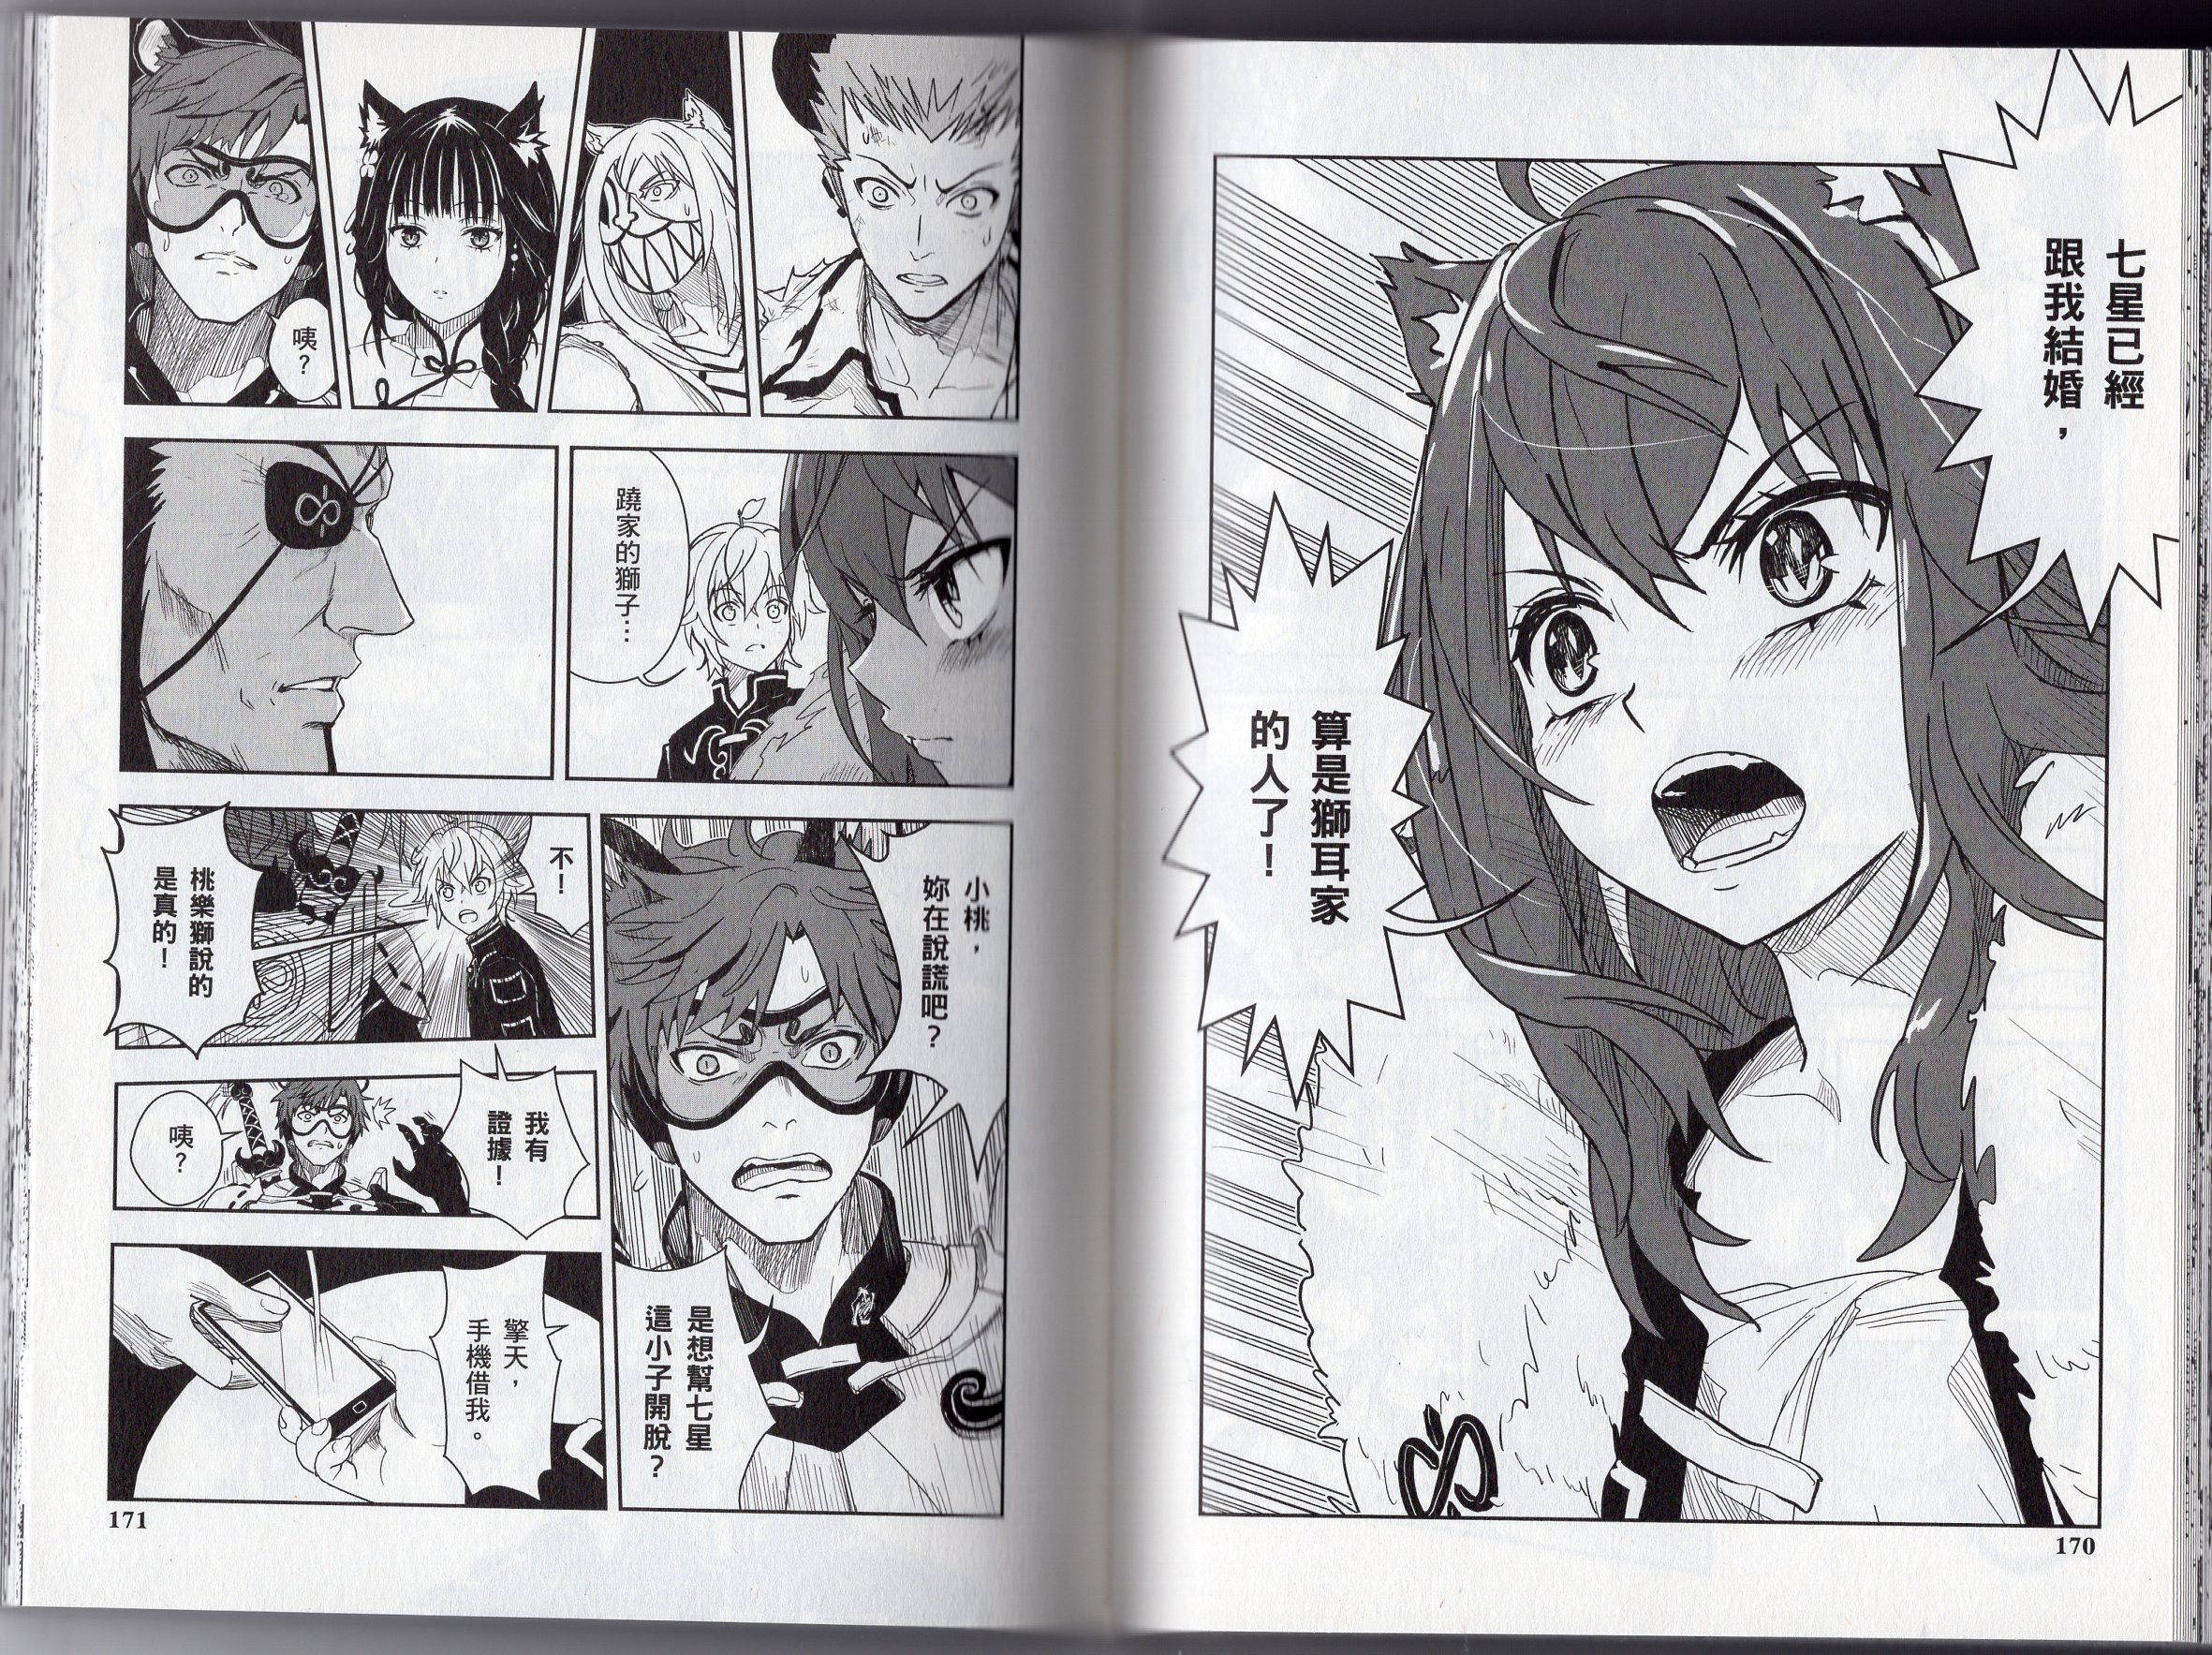 七星已經
跟我結婚，
算是獅耳家
的人了！
170
咦？
蹺家的獅子…
小桃，
妳在說謊吧？
是想幫七星
這小子開脫？
不！
桃樂獅說的
是真的！
我有
證據！
咦？
擎天，
手機借我。
171